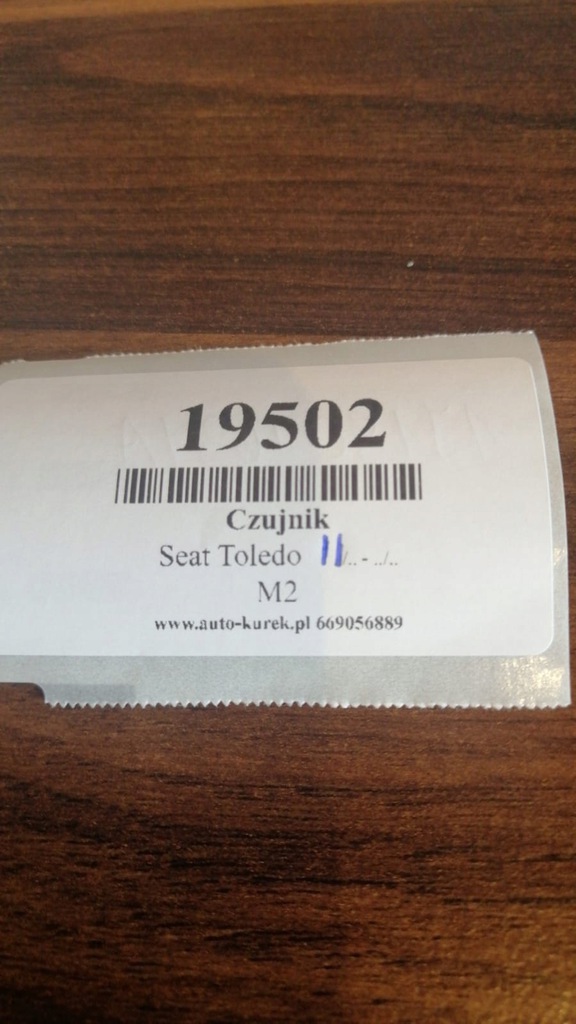 19502
Czujnik
Seat Toledo II /.. - ../..
M2
www.auto-kurek.pl 669056889